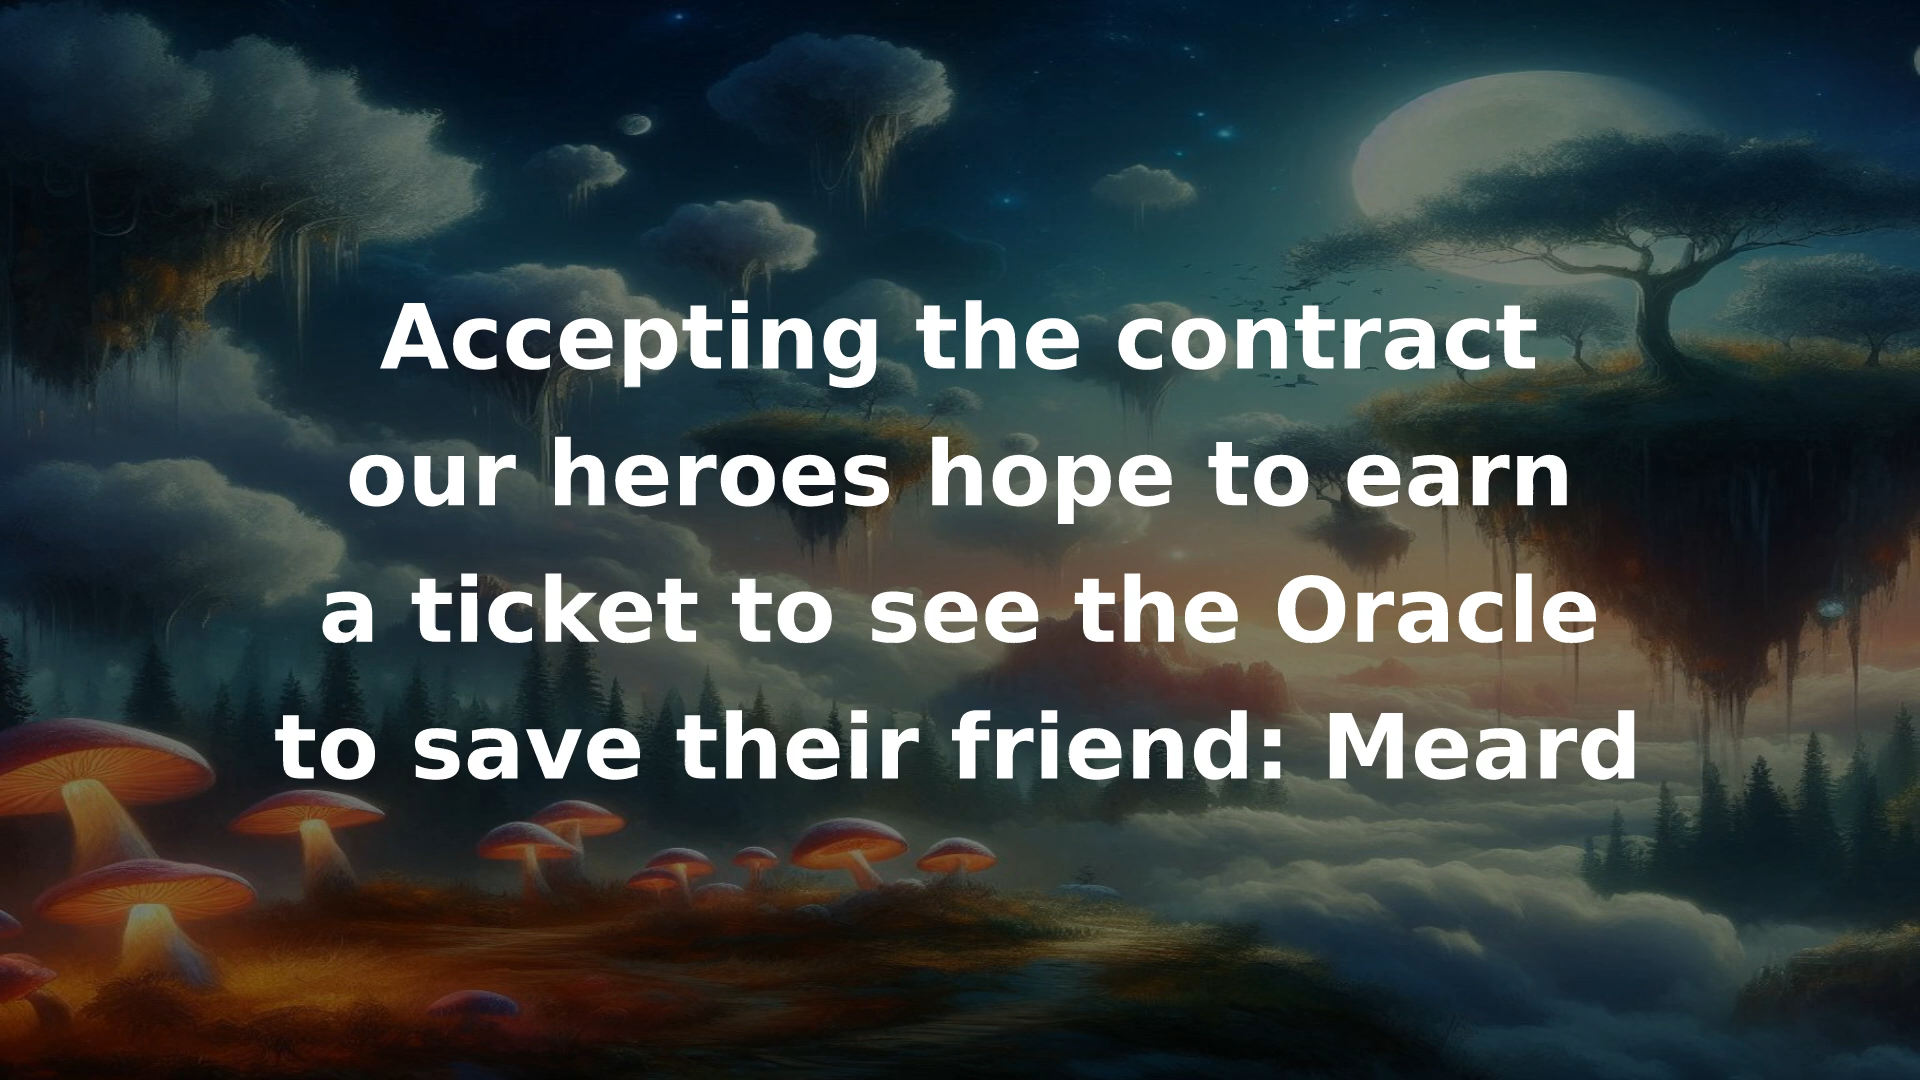 Accepting the contract
our heroes hope to earn
a ticket to see the Oracle
to save their friend: Meard